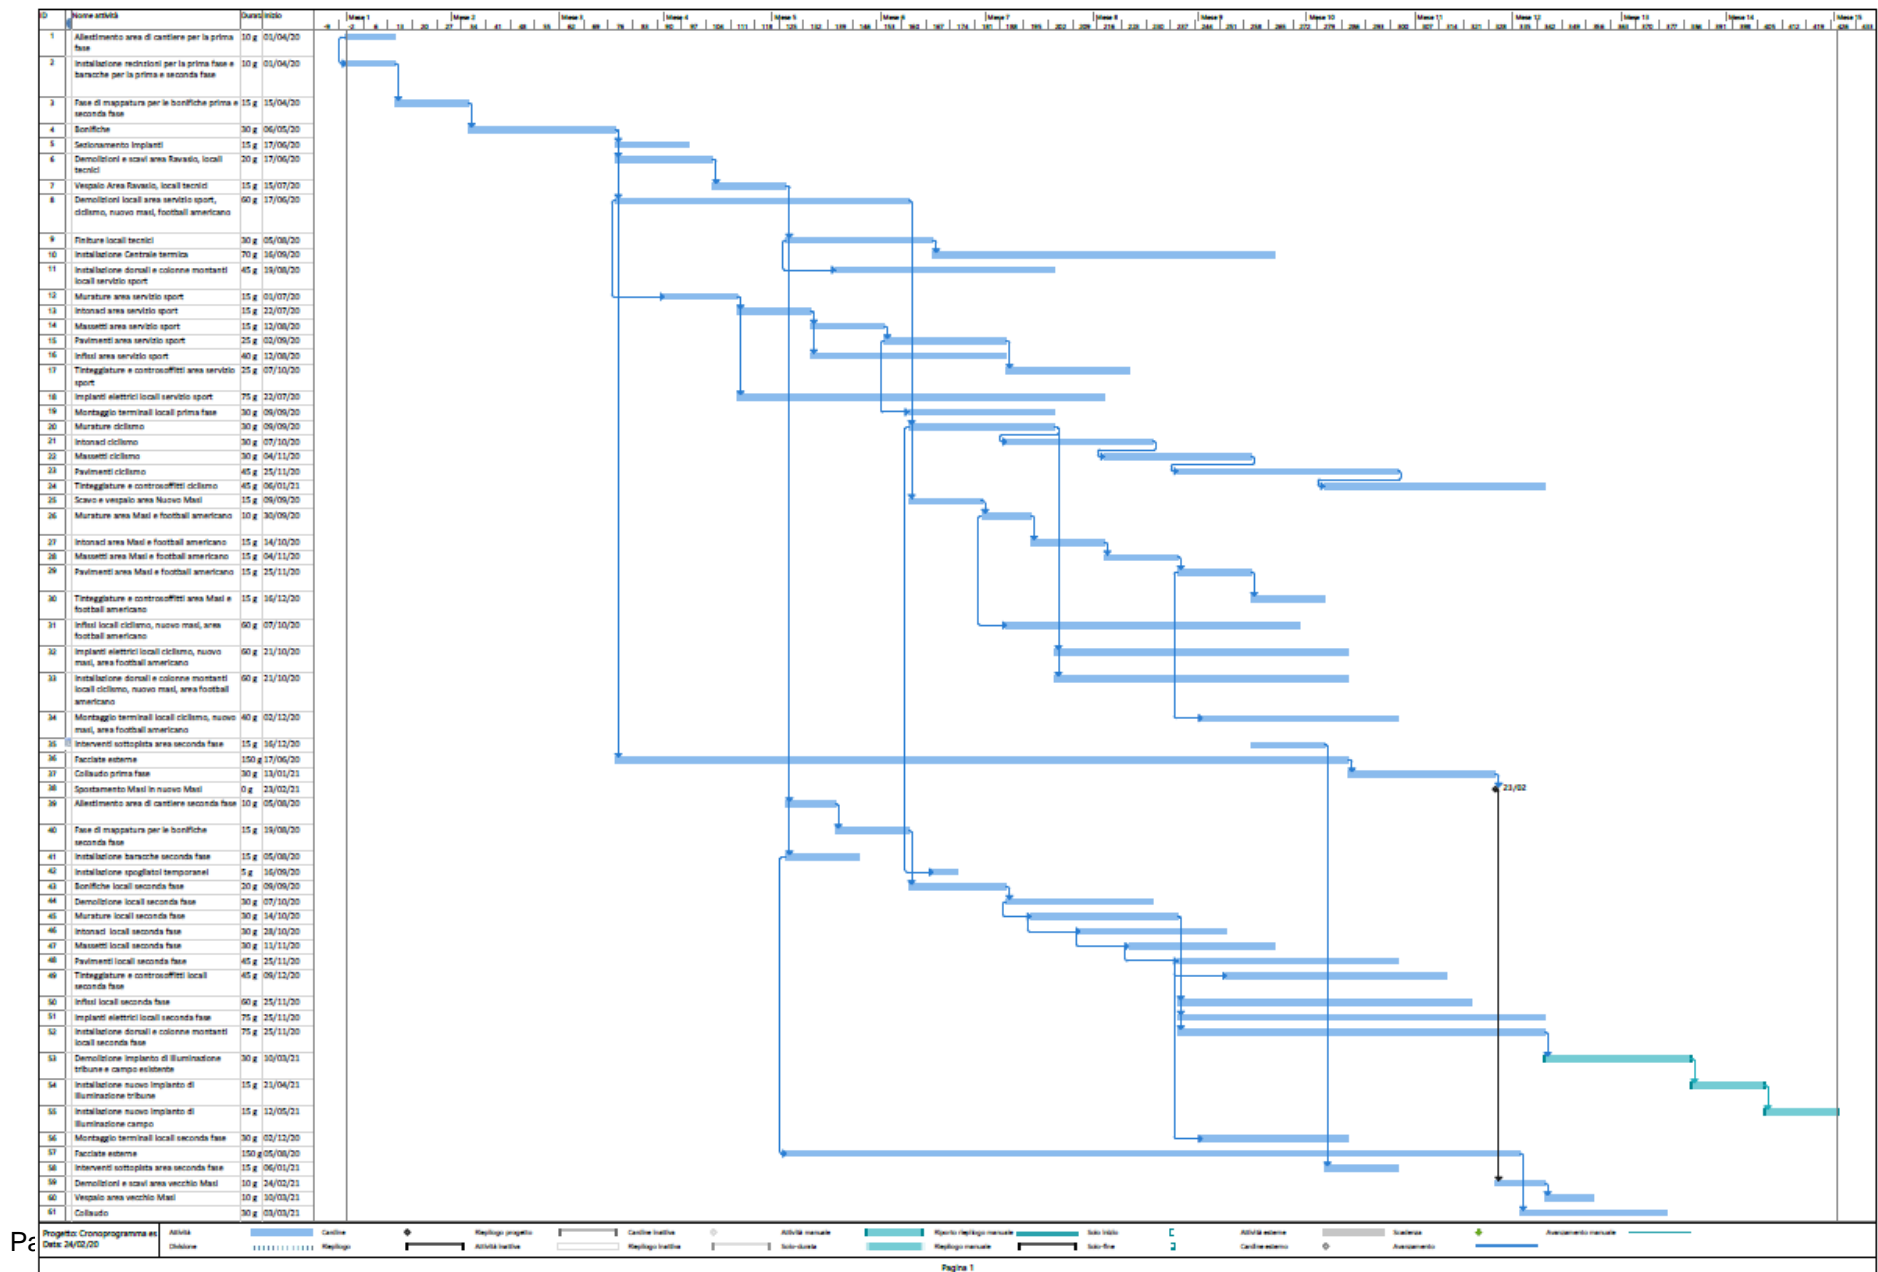 ID Nome attività Durat Inizio Mese 1 Mese 2 Mese 3 Mese 4 Mese 5 Mese 6 Mese 7 Mese 8 Mese 9 Mese 10 Mese 11 Mese 12 Mese 13 Mese 14 Mese 15
1 Allestimento area di cantiere per la prima 10 g 01/04/20
fase
2 Installazione recinzioni per la prima fase e 10 g 01/04/20
baracche per la prima e seconda fase
3 Fase di mappatura per le bonifiche prima e 15 g 15/04/20
seconda fase
4 Bonifiche 30 g 06/05/20
5 Sezionamento impianti 15 g 17/06/20
6 Demolizioni e scavi area Ravasio, locali 20 g 17/06/20
tecnici
7 Vespaio Area Ravasio, locali tecnici 15 g 15/07/20
8 Demolizioni locali area servizio sport, 60 g 17/06/20
ciclismo, nuovo masi, football americano
9 Finiture locali tecnici 30 g 05/08/20
10 Installazione Centrale termica 70 g 16/09/20
11 Installazione dorsali e colonne montanti 45 g 19/08/20
locali servizio sport
12 Murature area servizio sport 15 g 01/07/20
13 Intonaci area servizio sport 15 g 22/07/20
14 Massetti area servizio sport 15 g 12/08/20
15 Pavimenti area servizio sport 25 g 02/09/20
16 Infissi area servizio sport 40 g 12/08/20
17 Tinteggiature e controsoffitti area servizio 25 g 07/10/20
sport
18 Impianti elettrici locali servizio sport 75 g 22/07/20
19 Montaggio terminali locali prima fase 30 g 09/09/20
20 Murature ciclismo 30 g 09/09/20
21 Intonaci ciclismo 30 g 07/10/20
22 Massetti ciclismo 30 g 04/11/20
23 Pavimenti ciclismo 45 g 25/11/20
24 Tinteggiature e controsoffitti ciclismo 45 g 06/01/21
25 Scavo e vespaio area Nuovo Masi 15 g 09/09/20
26 Murature area Masi e football americano 10 g 30/09/20
27 Intonaci area Masi e football americano 15 g 14/10/20
28 Massetti area Masi e football americano 15 g 04/11/20
29 Pavimenti area Masi e football americano 15 g 25/11/20
30 Tinteggiature e controsoffitti area Masi e 15 g 16/12/20
football americano
31 Infissi locali ciclismo, nuovo masi, area 60 g 07/10/20
football americano
32 Impianti elettrici locali ciclismo, nuovo 60 g 21/10/20
masi, area football americano
33 Installazione dorsali e colonne montanti 60 g 21/10/20
locali ciclismo, nuovo masi, area football
americano
34 Montaggio terminali locali ciclismo, nuovo 40 g 02/12/20
masi, area football americano
35 Interventi sottopista area seconda fase 15 g 16/12/20
36 Facciate esterne 150 g 17/06/20
37 Collaudo prima fase 30 g 13/01/21
38 Spostamento Masi in nuovo Masi 0 g 23/02/21 23/02
39 Allestimento area di cantiere seconda fase 10 g 05/08/20
40 Fase di mappatura per le bonifiche 15 g 19/08/20
seconda fase
41 Installazione baracche seconda fase 15 g 05/08/20
42 Installazione spogliatoi temporanei 5 g 16/09/20
43 Bonifiche locali seconda fase 20 g 09/09/20
44 Demolizione locali seconda fase 30 g 07/10/20
45 Murature locali seconda fase 30 g 14/10/20
46 Intonaci locali seconda fase 30 g 28/10/20
47 Massetti locali seconda fase 30 g 11/11/20
48 Pavimenti locali seconda fase 45 g 25/11/20
49 Tinteggiature e controsoffitti locali 45 g 09/12/20
seconda fase
50 Infissi locali seconda fase 60 g 25/11/20
51 Impianti elettrici locali seconda fase 75 g 25/11/20
52 Installazione dorsali e colonne montanti 75 g 25/11/20
locali seconda fase
53 Demolizione impianto di illuminazione 30 g 10/03/21
tribune e campo esistente
54 Installazione nuovo impianto di 15 g 21/04/21
illuminazione tribune
55 Installazione nuovo impianto di 15 g 12/05/21
illuminazione campo
56 Montaggio terminali locali seconda fase 30 g 02/12/20
57 Facciate esterne 150 g 05/08/20
58 Interventi sottopista area seconda fase 15 g 06/01/21
59 Demolizioni e scavi area vecchio Masi 10 g 24/02/21
60 Vespaio area vecchio Masi 10 g 10/03/21
61 Collaudo 30 g 03/03/21
Progetto: Cronoprogramma es Attività Cardine Riepilogo progetto Cardine inattiva Attività manuale Riporto riepilogo manuale Solo inizio Attività esterne Scadenza Avanzamento manuale
Data: 24/02/20 Divisione Riepilogo Attività inattiva Riepilogo inattiva Solo-durata Riepilogo manuale Solo-fine Cardine esterno Avanzamento
Pagina 1